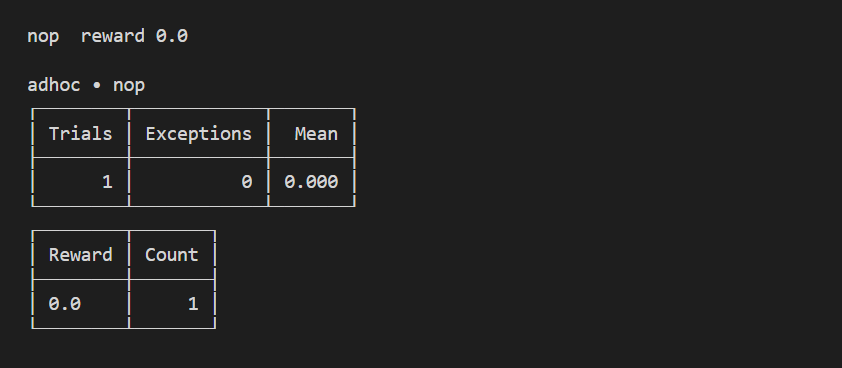 nop  reward 0.0
adhoc • nop
Trials Exceptions Mean
1 0 0.000
Reward Count
0.0 1